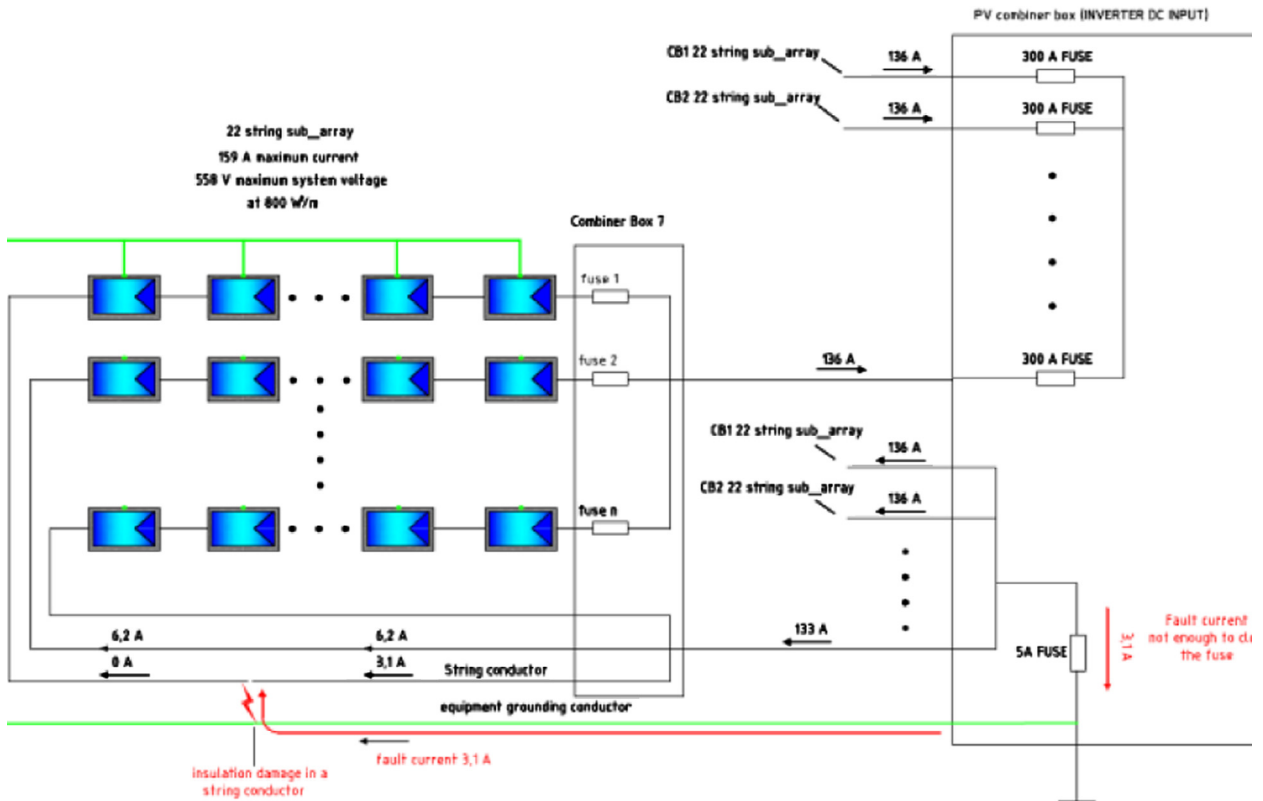 PV combiner box (INVERTER DC INPUT)
CB1 22 string sub_array
136 A
300 A FUSE
CB2 22 string sub_array
136 A
300 A FUSE
22 string sub_array
159 A maximum current
558 V maximum system voltage
at 800 W/m
Combiner Box 7
fuse 1
fuse 2
136 A
300 A FUSE
CB1 22 string sub_array
136 A
CB2 22 string sub_array
136 A
fuse n
6,2 A
6,2 A
133 A
0 A
3,1 A
String conductor
5A FUSE
3,1 A
Fault current
not enough to
the fuse
equipment grounding conductor
fault current 3,1 A
insulation damage in a
string conductor